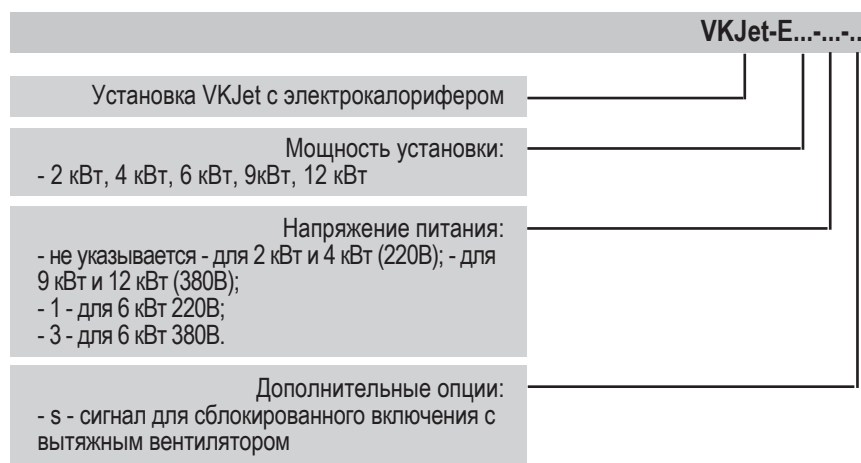 VKJet-E...-...-..
Установка VKJet с электрокалорифером
Мощность установки:
- 2 кВт, 4 кВт, 6 кВт, 9кВт, 12 кВт
Напряжение питания:
- не указывается - для 2 кВт и 4 кВт (220В); - для
9 кВт и 12 кВт (380В);
- 1 - для 6 кВт 220В;
- 3 - для 6 кВт 380В.
Дополнительные опции:
- s - сигнал для сблокированного включения с
вытяжным вентилятором